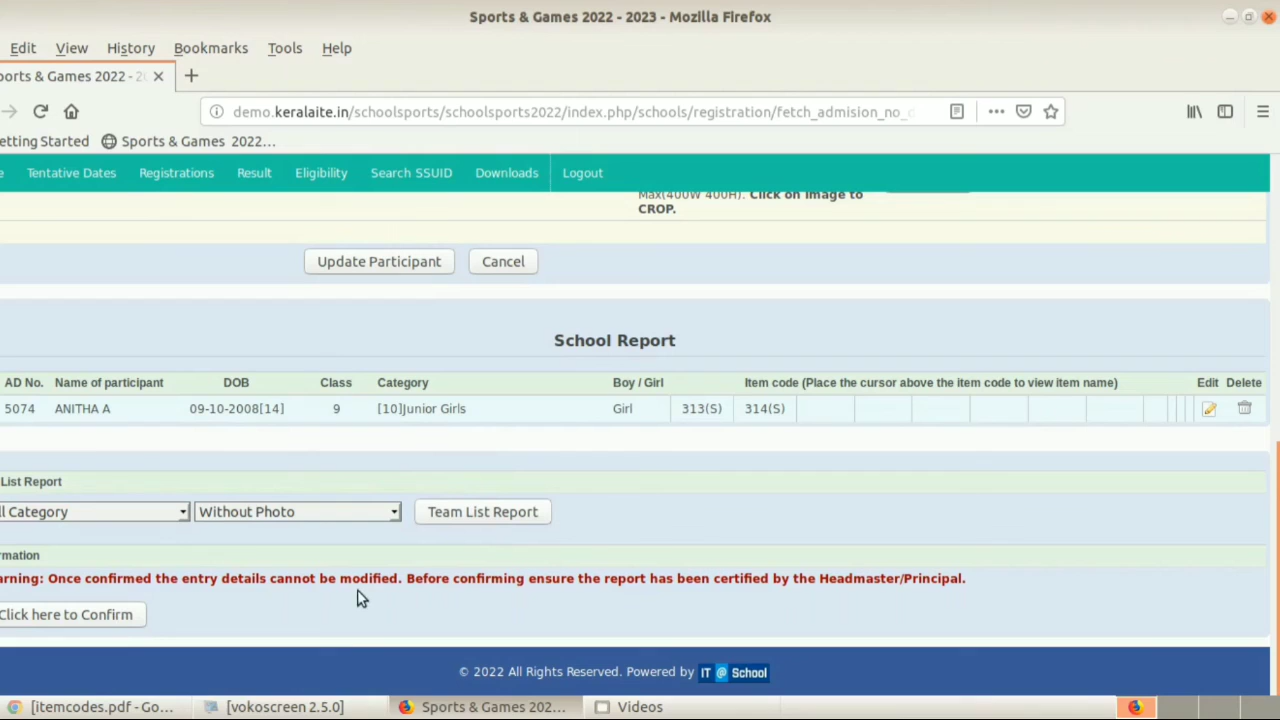 Sports & Games 2022 - 2023 - Mozilla Firefox
Edit View History Bookmarks Tools Help
ports & Games 2022 - 2
demo.keralaite.in/schoolsports/schoolsports2022/index.php/schools/registration/fetch_admision_no_d
etting Started Sports & Games 2022...
e Tentative Dates Registrations Result Eligibility Search SSUID Downloads Logout
Max(400W 400H). Click on image to
CROP.
Update Participant Cancel
School Report
AD No. Name of participant DOB Class Category Boy / Girl Item code (Place the cursor above the item code to view item name) Edit Delete
5074 ANITHA A 09-10-2008[14] 9 [10]Junior Girls Girl 313(S) 314(S)
List Report
ll Category Without Photo Team List Report
rmation
arning: Once confirmed the entry details cannot be modified. Before confirming ensure the report has been certified by the Headmaster/Principal.
Click here to Confirm
© 2022 All Rights Reserved. Powered by IT @ School
[itemcodes.pdf - Go... [vokoscreen 2.5.0] Sports & Games 202... Videos